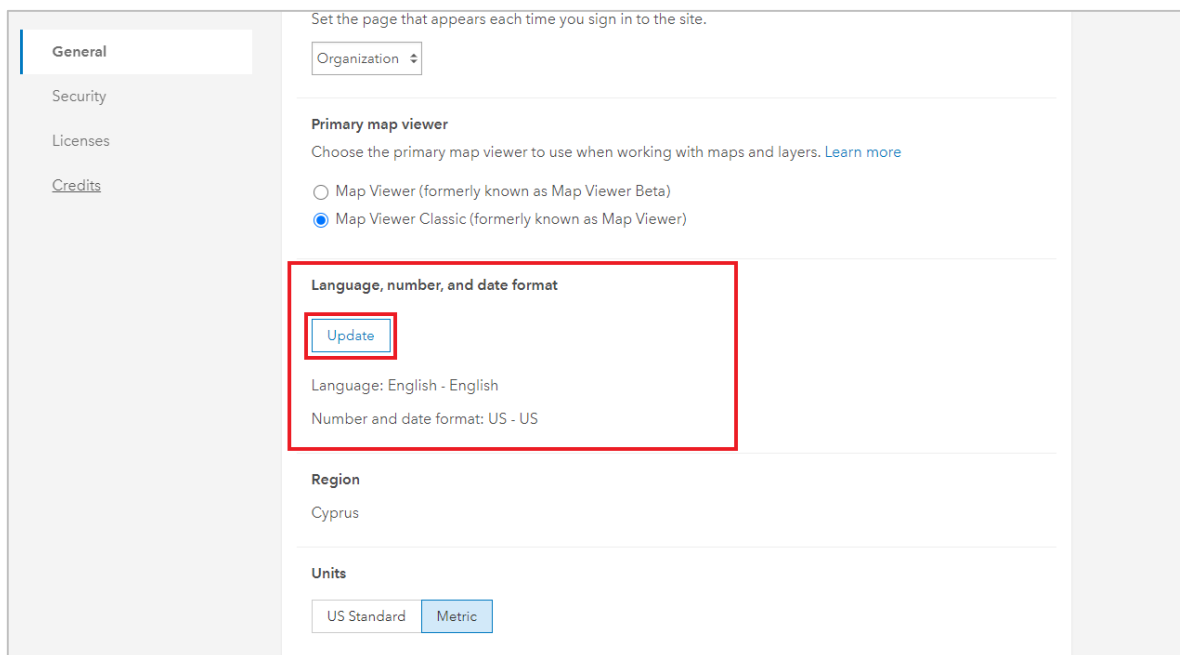 General
Security
Licenses
Credits
Set the page that appears each time you sign in to the site.
Organization
Primary map viewer
Choose the primary map viewer to use when working with maps and layers. Learn more
Map Viewer (formerly known as Map Viewer Beta)
Map Viewer Classic (formerly known as Map Viewer)
Language, number, and date format
Update
Language: English - English
Number and date format: US - US
Region
Cyprus
Units
US Standard Metric